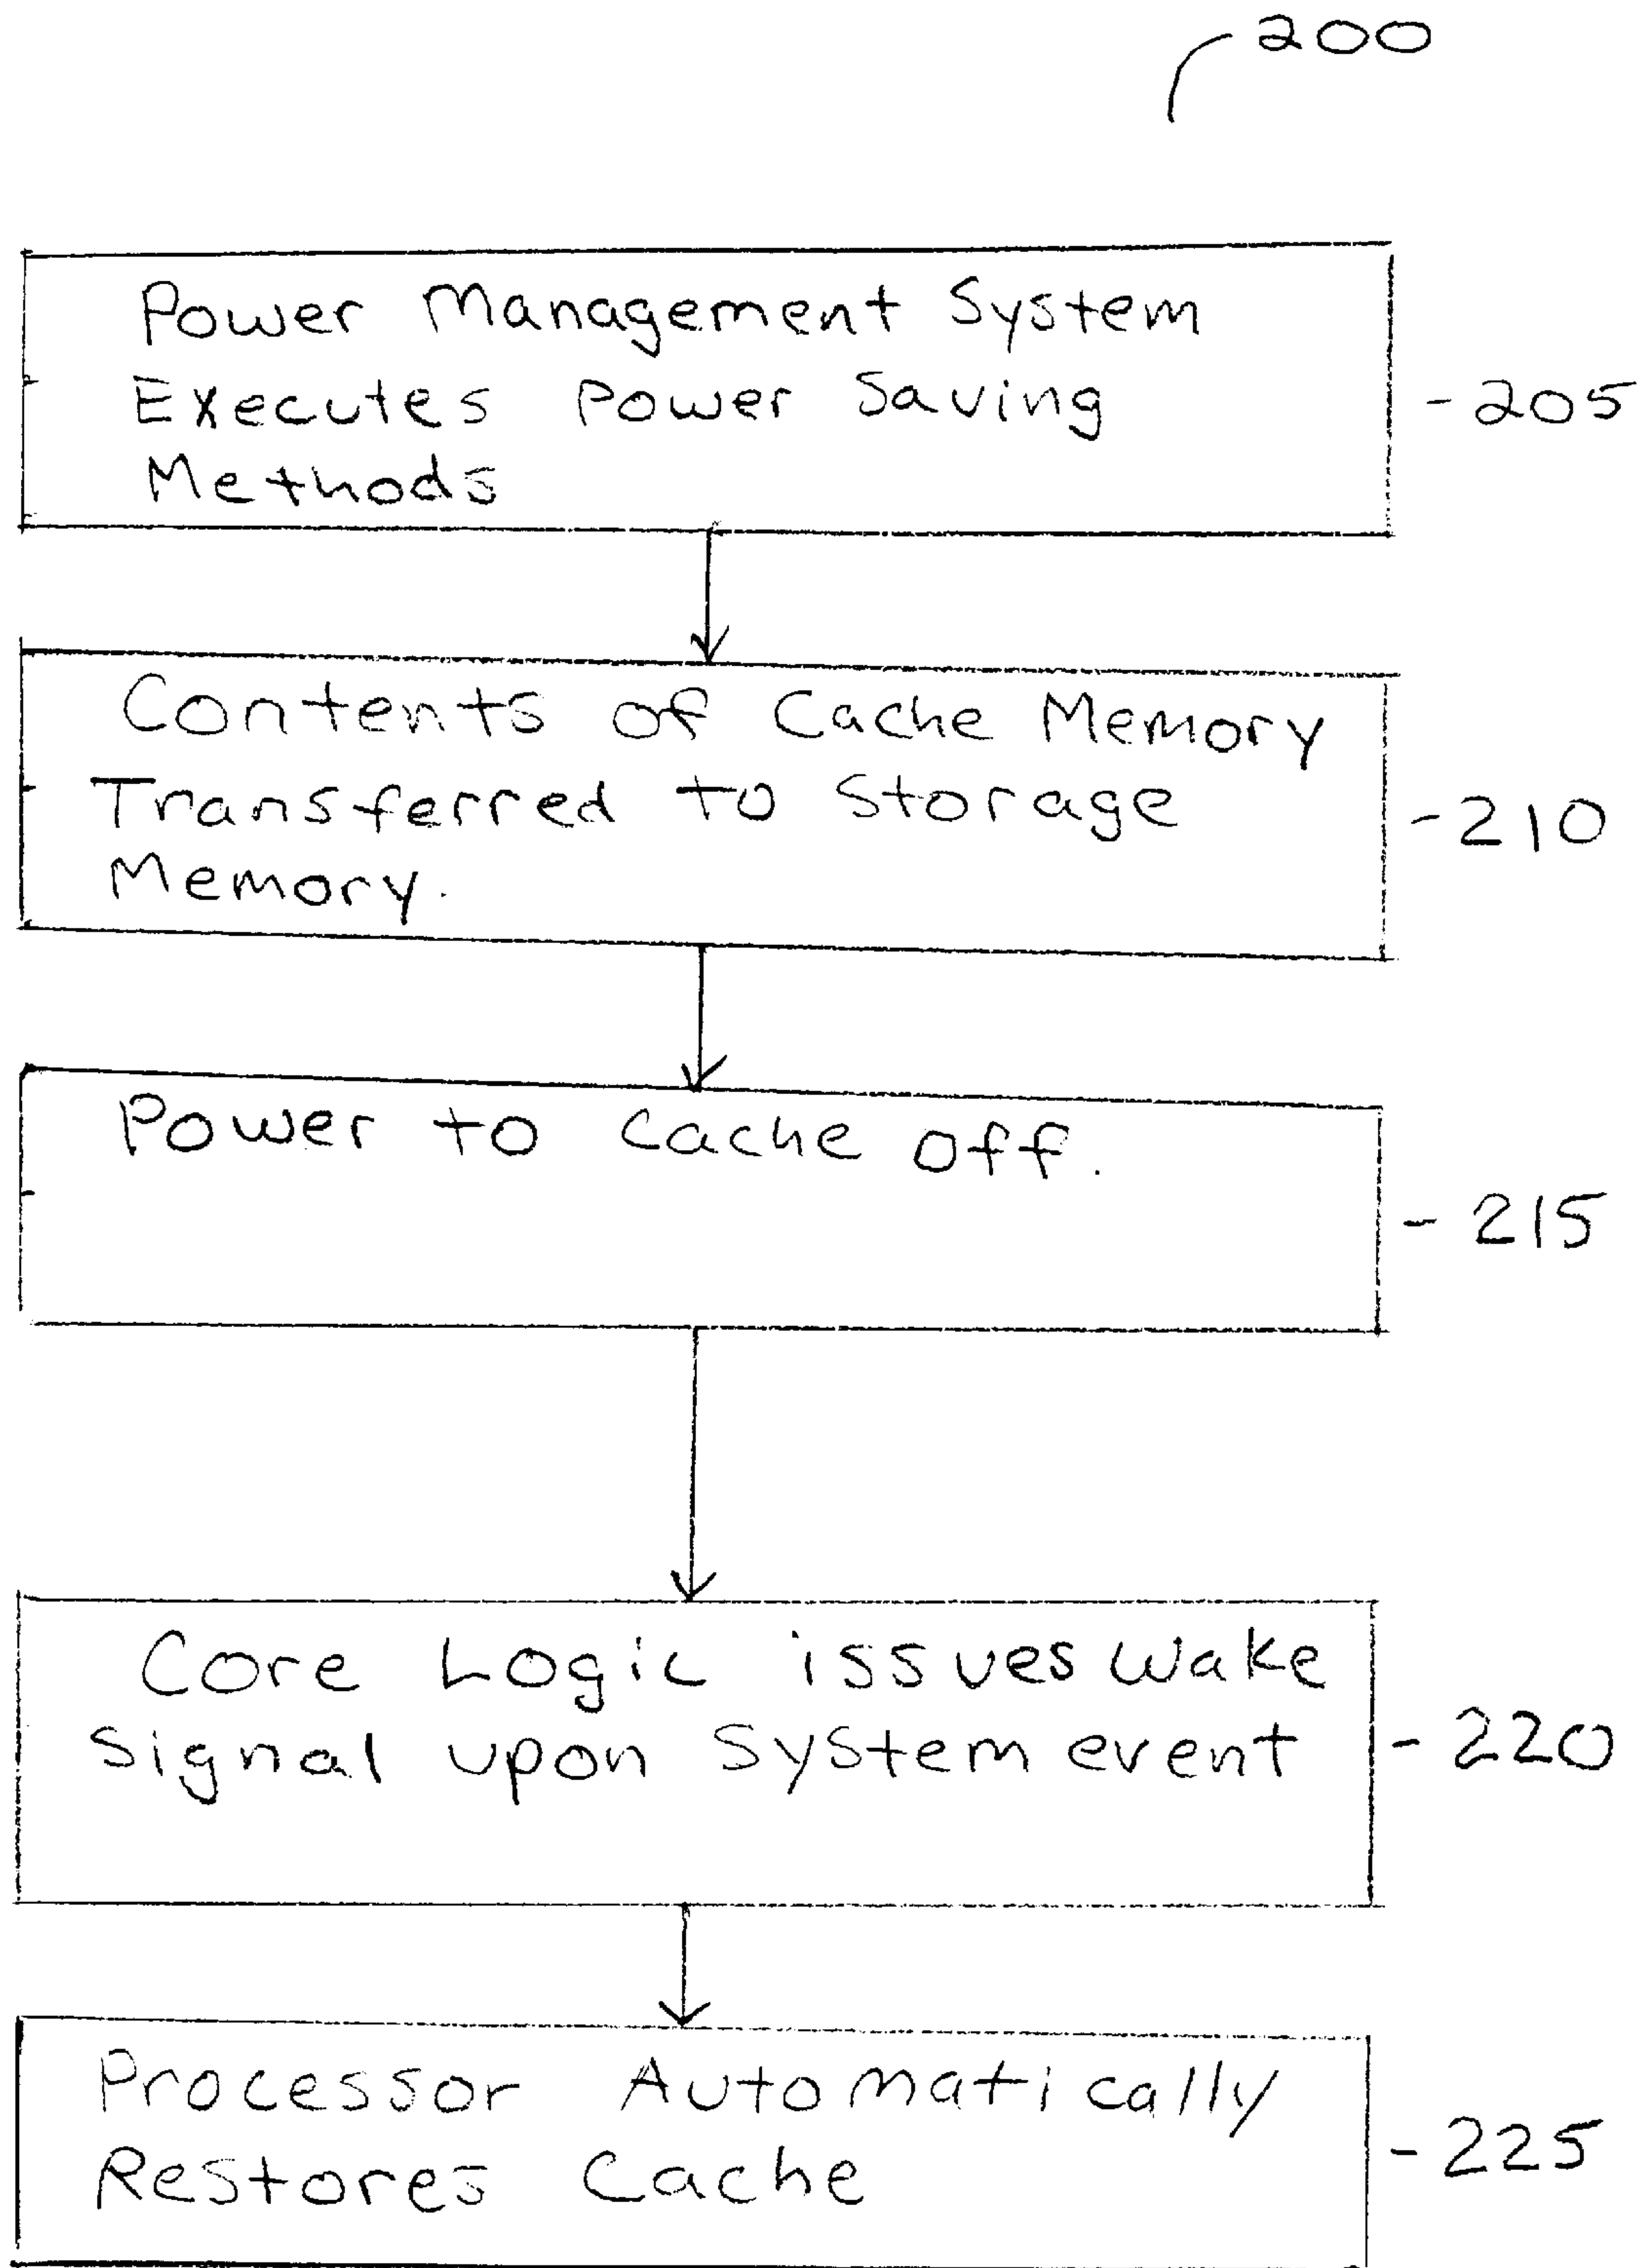 200
Power Management System
Executes Power Saving
Methods
- 205
Contents of Cache Memory
Transferred to Storage
Memory.
- 210
Power to Cache off.
- 215
Core Logic issues wake
signal upon System event
- 220
Processor Automatically
Restores Cache
- 225